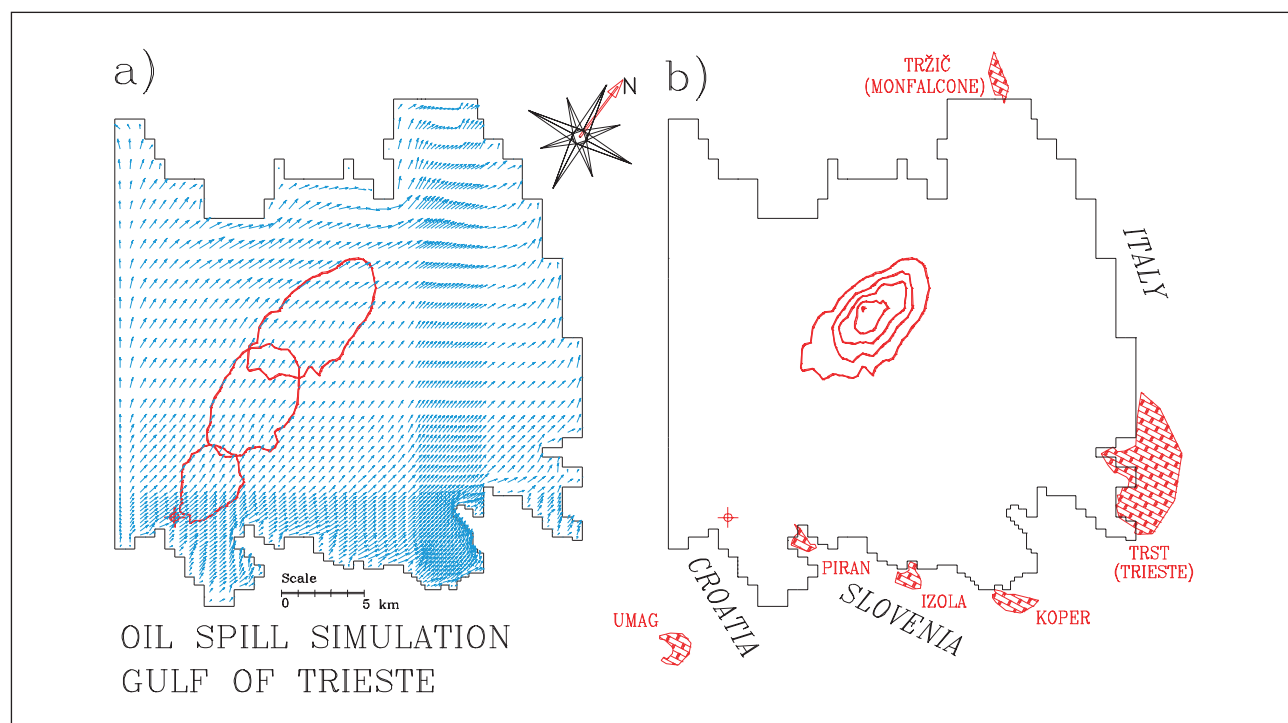 a)
N
Scale
0 5 km
OIL SPILL SIMULATION
GULF OF TRIESTE
b)
TRŽIČ
(MONFALCONE)
ITALY
TRST
(TRIESTE)
PIRAN
IZOLA
KOPER
SLOVENIA
CROATIA
UMAG